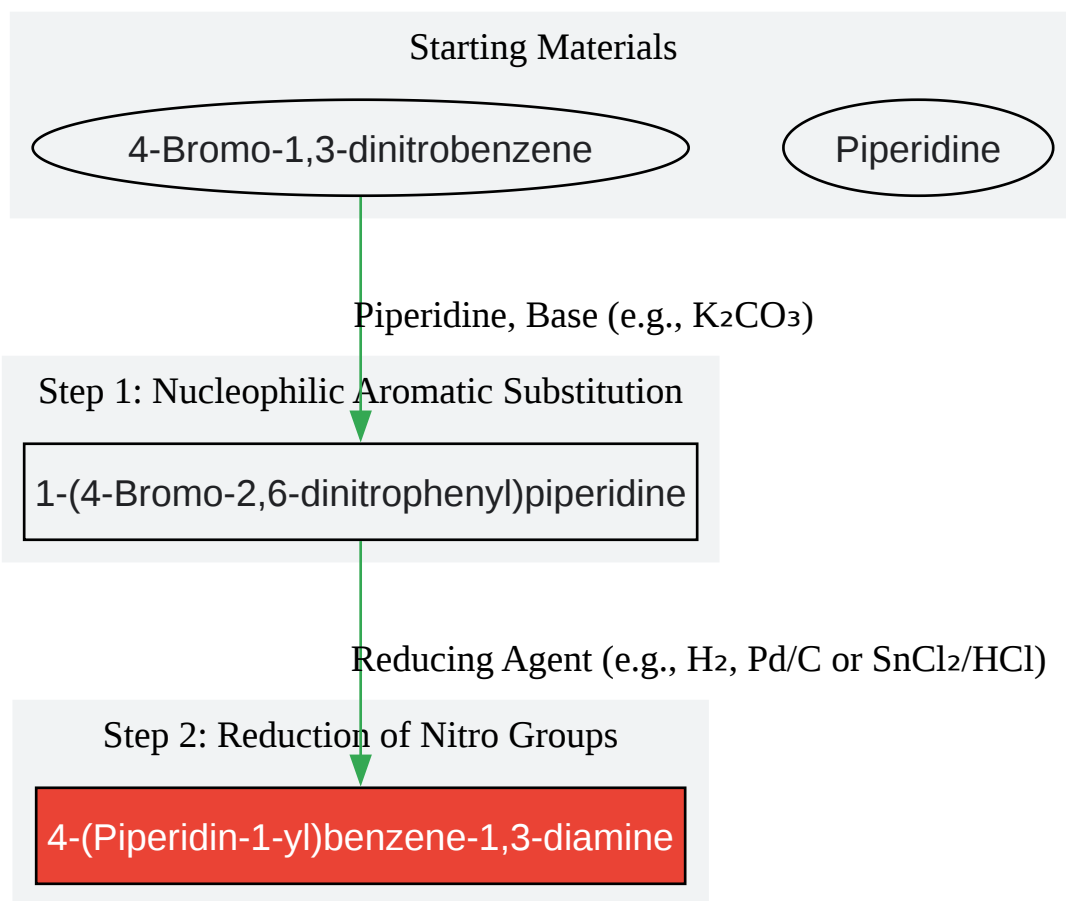 Starting Materials
4-Bromo-1,3-dinitrobenzene
Piperidine
Piperidine, Base (e.g., K₂CO₃)
Step 1: Nucleophilic Aromatic Substitution
1-(4-Bromo-2,6-dinitrophenyl)piperidine
Reducing Agent (e.g., H₂, Pd/C or SnCl₂/HCl)
Step 2: Reduction of Nitro Groups
4-(Piperidin-1-yl)benzene-1,3-diamine